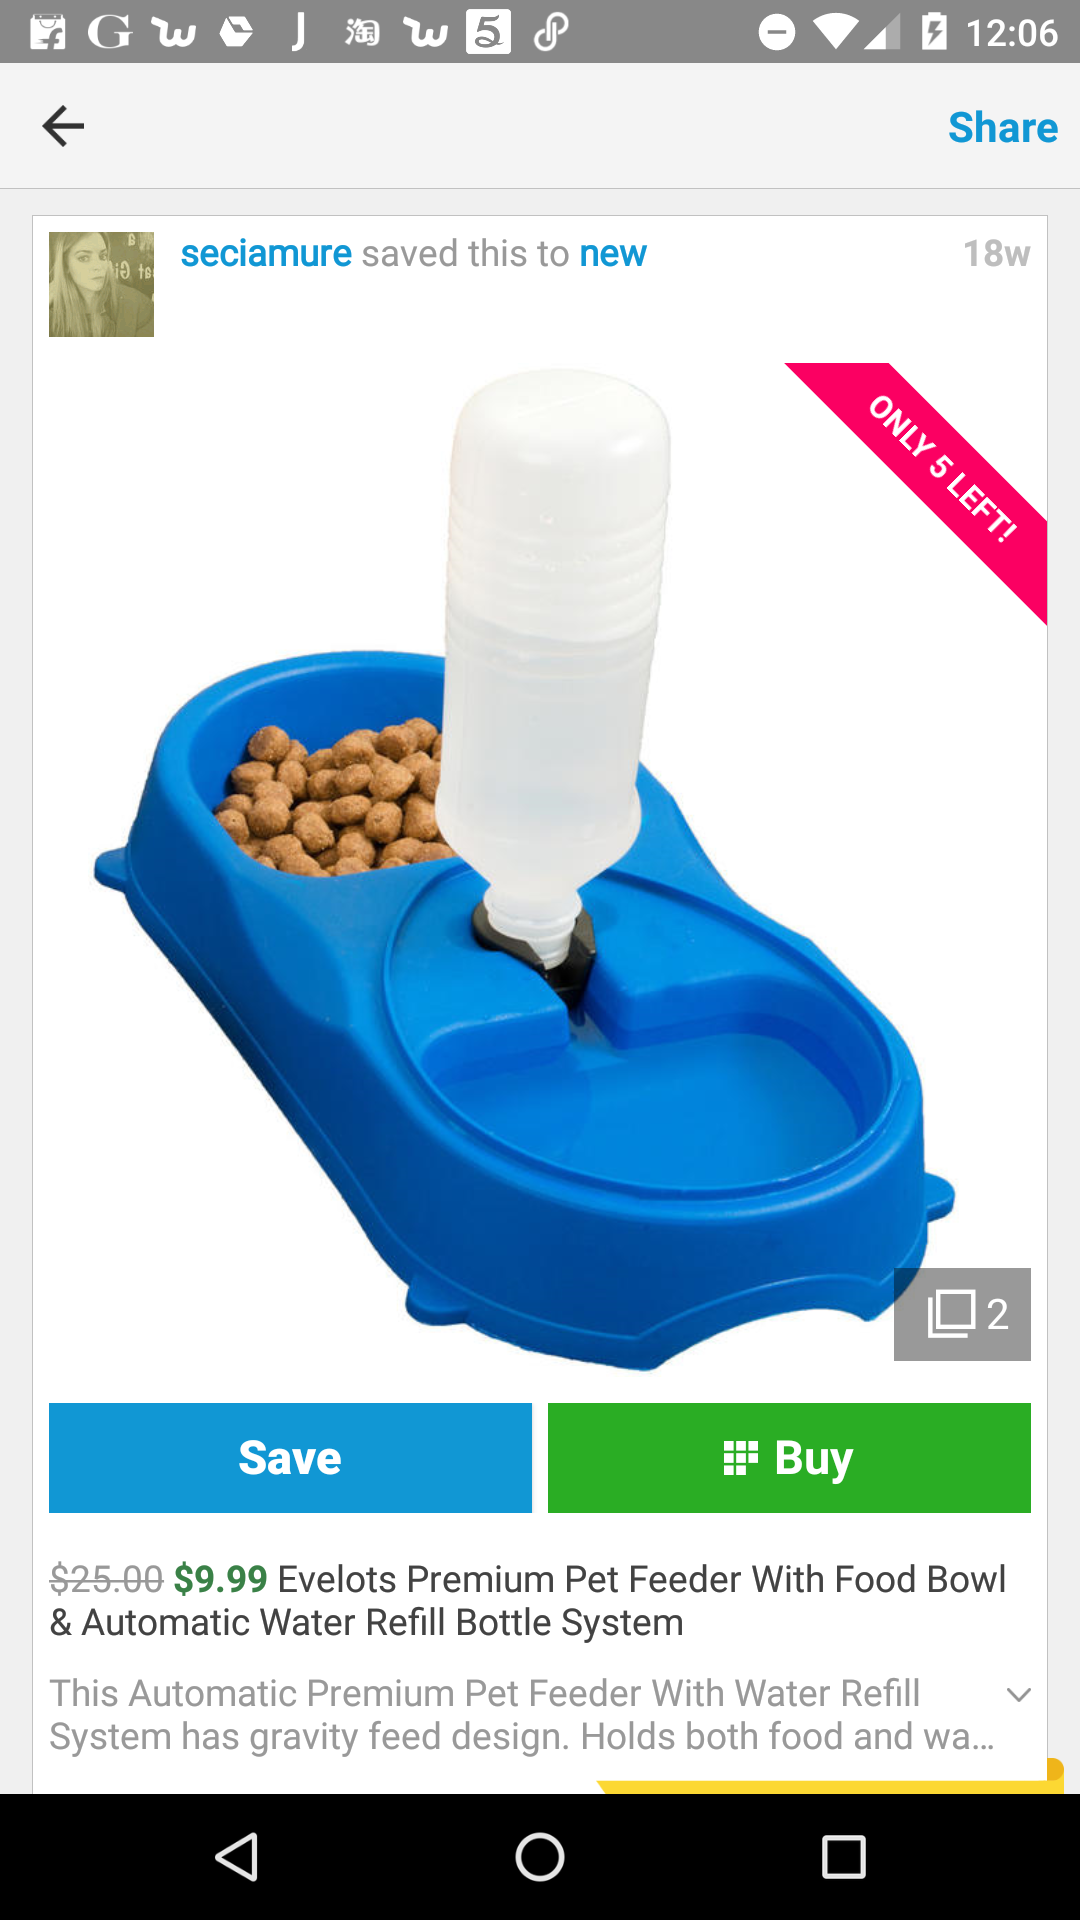 G J 淘 5 12:06
Share
seciamure saved this to new 18w
ONLY 5 LEFT!
2
Save Buy
$25.00 $9.99 Evelots Premium Pet Feeder With Food Bowl
& Automatic Water Refill Bottle System
This Automatic Premium Pet Feeder With Water Refill
System has gravity feed design. Holds both food and wa...